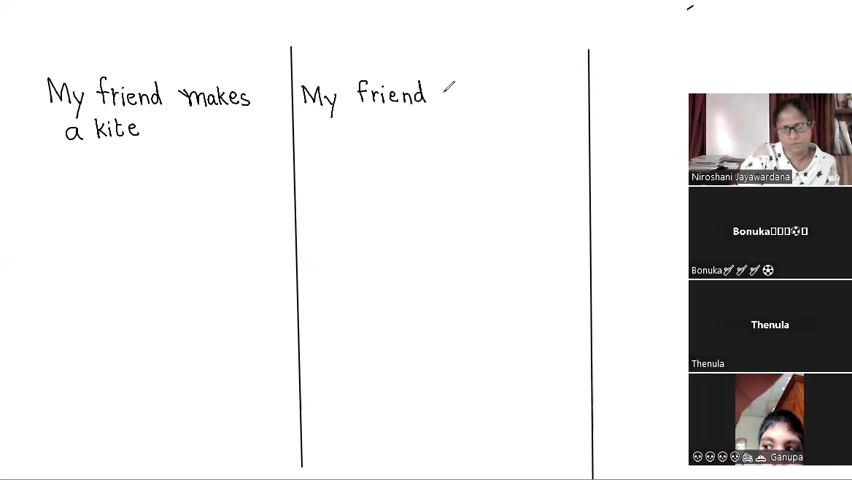 My friend makes
a kite
My friend
Niroshani Jayawardana
Bonuka
Bonuka
Thenula
Thenula
Ganupa